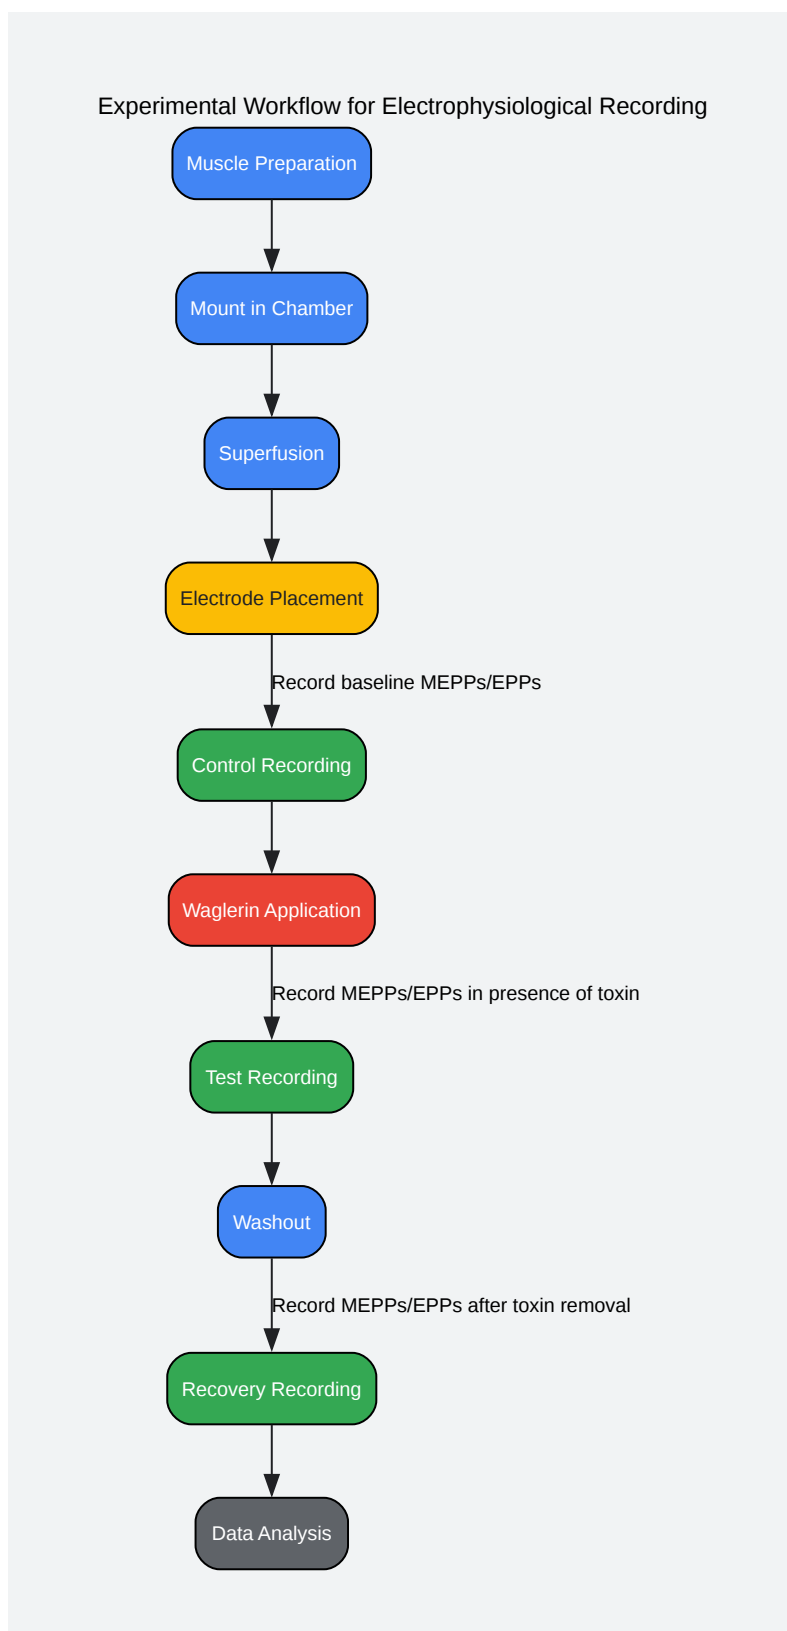 Experimental Workflow for Electrophysiological Recording
Muscle Preparation
Mount in Chamber
Superfusion
Electrode Placement
Record baseline MEPPs/EPPs
Control Recording
Waglerin Application
Record MEPPs/EPPs in presence of toxin
Test Recording
Washout
Record MEPPs/EPPs after toxin removal
Recovery Recording
Data Analysis